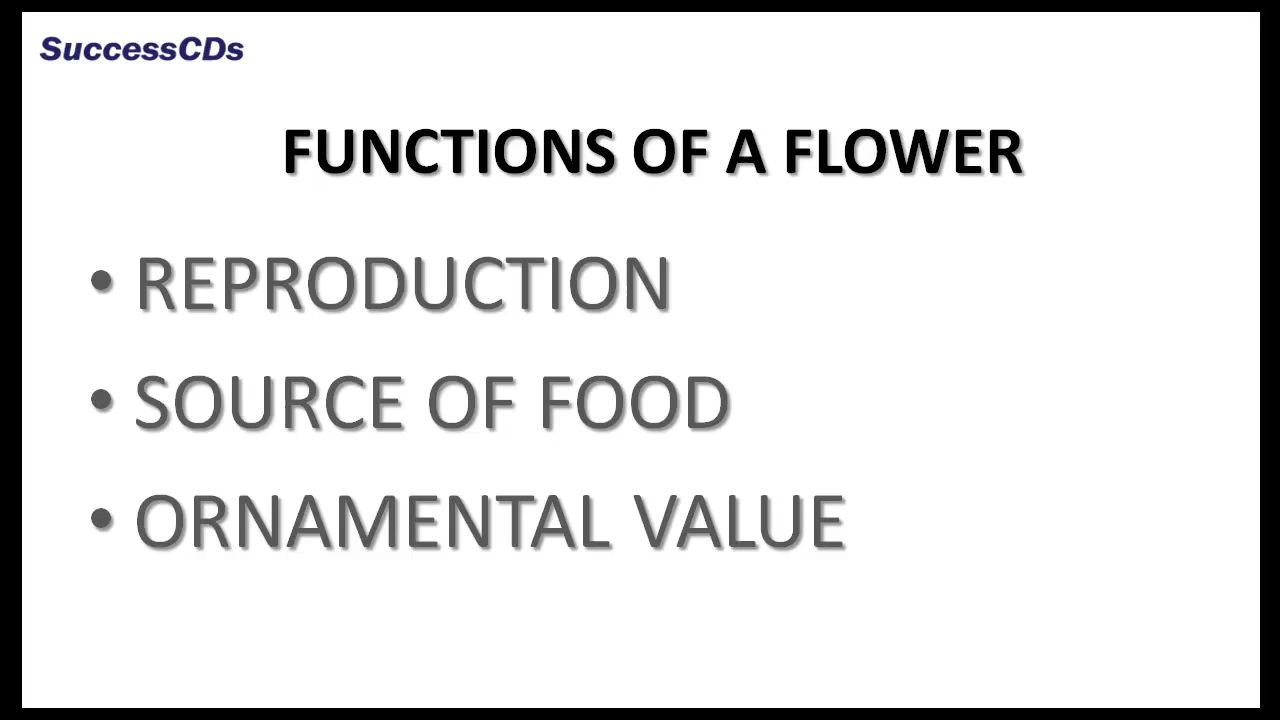 SuccessCDs
FUNCTIONS OF A FLOWER
• REPRODUCTION
• SOURCE OF FOOD
• ORNAMENTAL VALUE